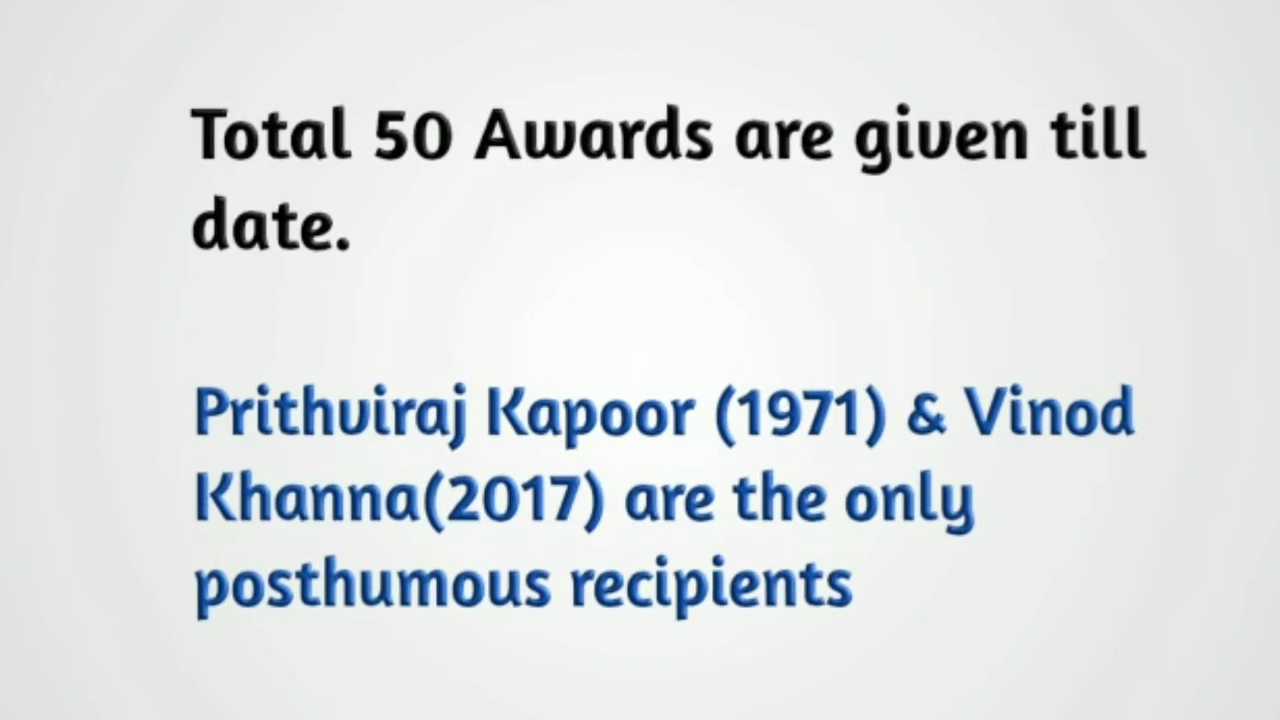 Total 50 Awards are given till
date.
Prithviraj Kapoor (1971) & Vinod
Khanna(2017) are the only
posthumous recipients